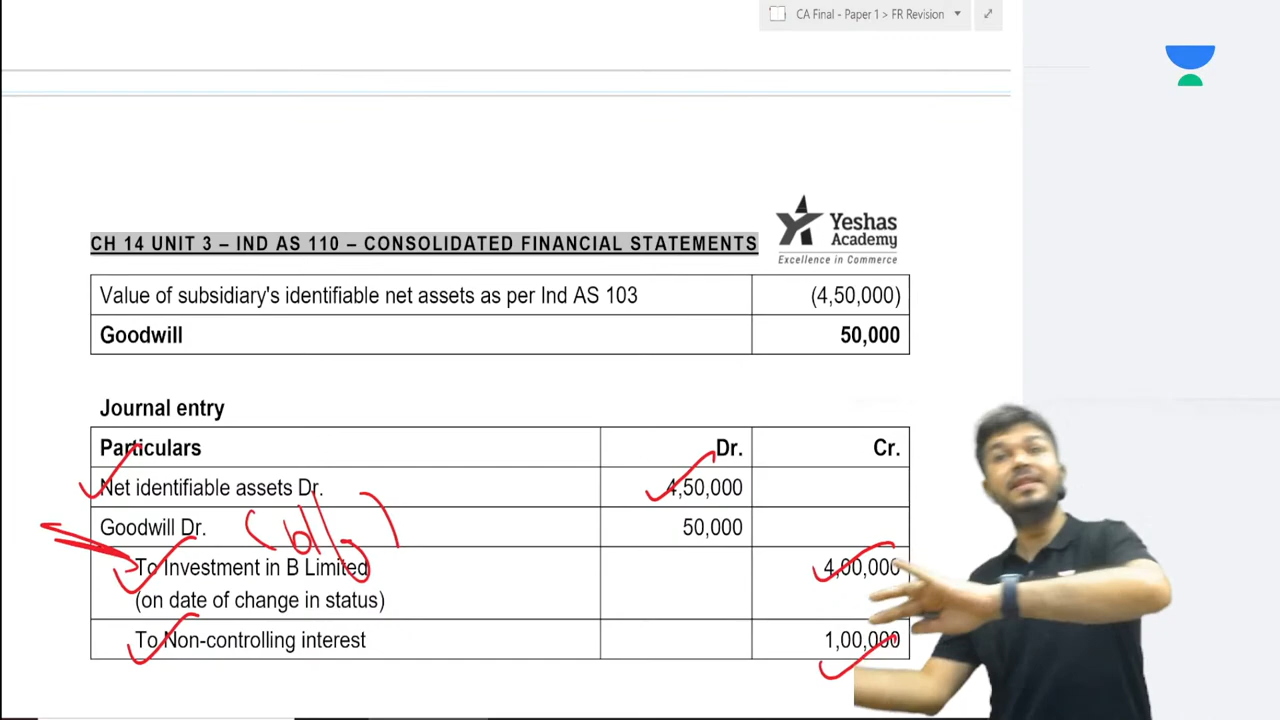 CA Final - Paper 1 > FR Revision
Yeshas
Academy
Excellence in Commerce
CH 14 UNIT 3 – IND AS 110 – CONSOLIDATED FINANCIAL STATEMENTS
Value of subsidiary's identifiable net assets as per Ind AS 103 (4,50,000)
Goodwill 50,000
Journal entry
Particulars Dr. Cr.
Net identifiable assets Dr. 4,50,000
Goodwill Dr. 50,000
(b/g)
To Investment in B Limited 4,00,000
(on date of change in status)
To Non-controlling interest 1,00,000